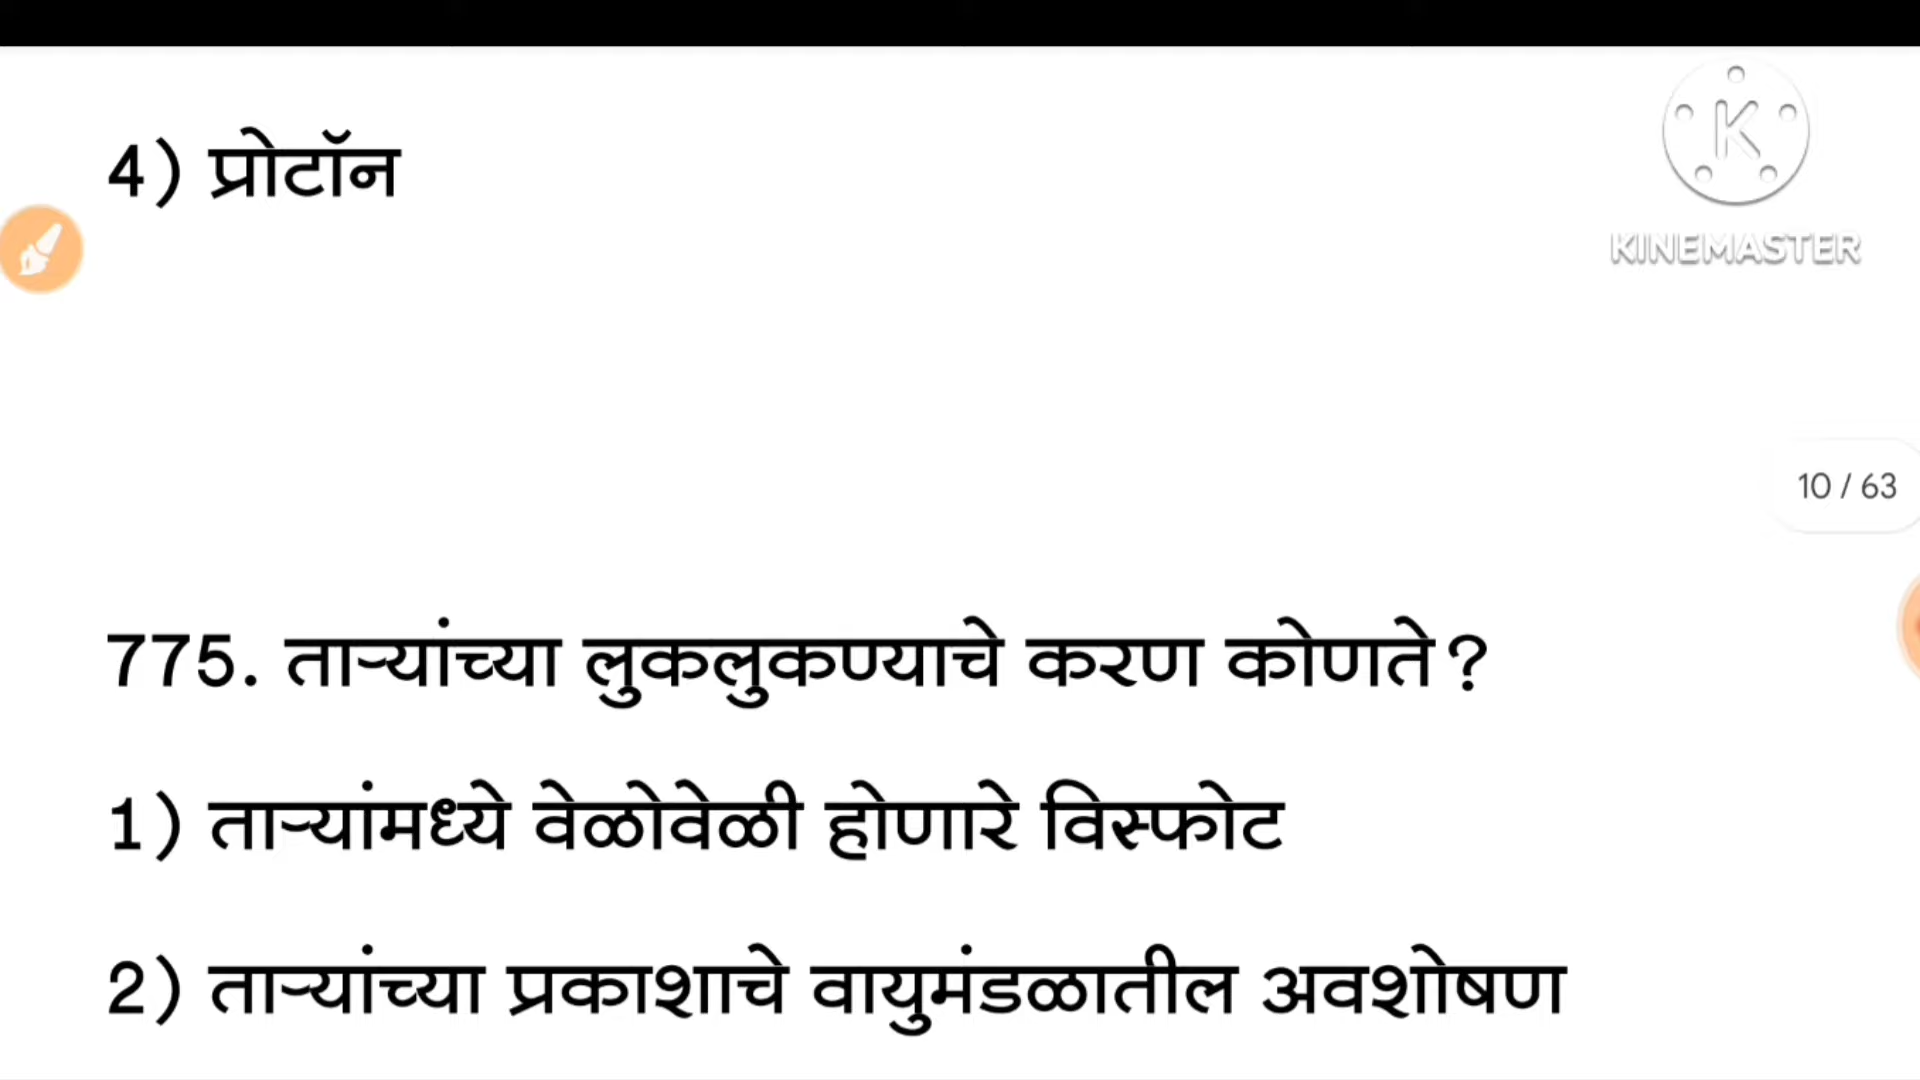 4) प्रोटॉन
K
KINEMASTER
10 / 63
775. ताऱ्यांच्या लुकलुकण्याचे करण कोणते?
1) ताऱ्यांमध्ये वेळोवेळी होणारे विस्फोट
2) ताऱ्यांच्या प्रकाशाचे वायुमंडळातील अवशोषण